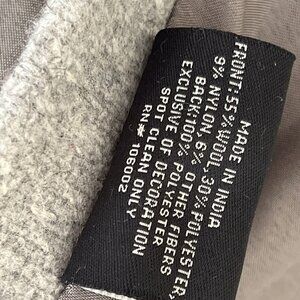 MADE IN INDIA
FRONT: 55%WOOL, 30% POLYESTER,
9% NYLON, 6% OTHER FIBERS
BACK: 100% POLYESTER
EXCLUSIVE OF DECORATION
SPOT CLEAN ONLY
RN# 106002